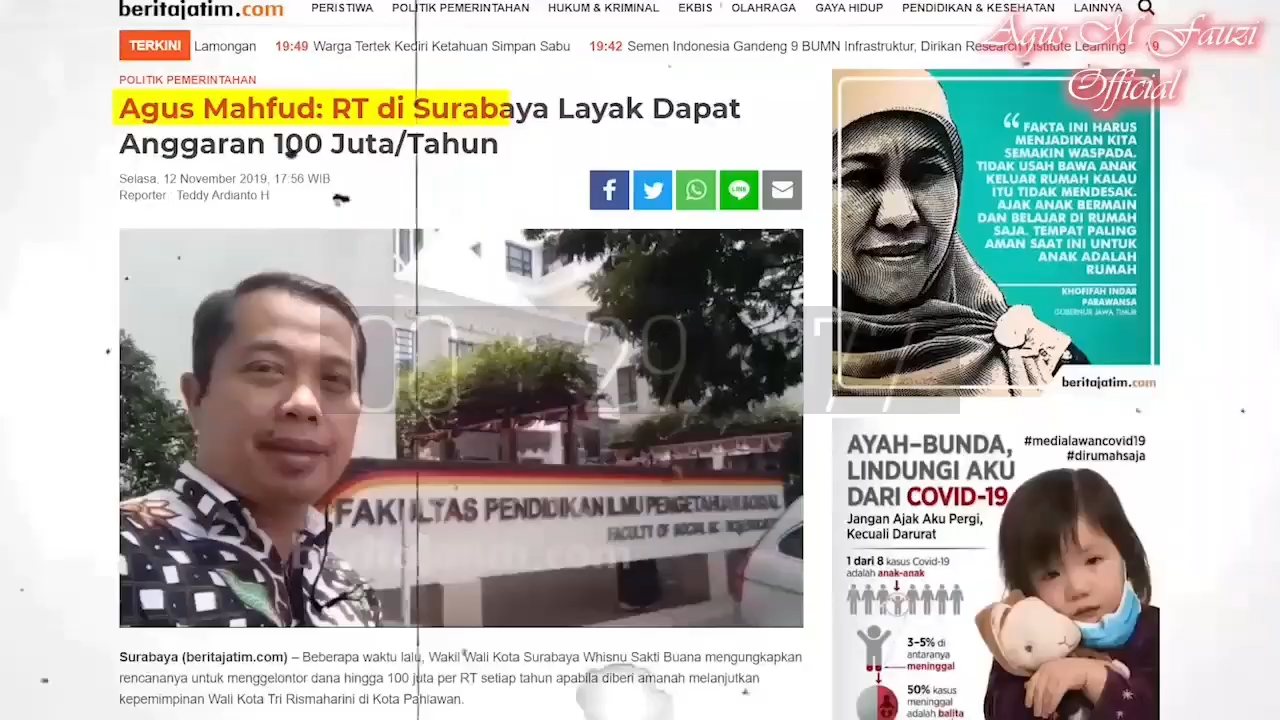 beritajatim.com
PERISTIWA POLITIK PEMERINTAHAN HUKUM & KRIMINAL EKBIS OLAHRAGA GAYA HIDUP PENDIDIKAN & KESEHATAN LAINNYA
Agus M Fauzi
Official
TERKINI Lamongan 19:49 Warga Tertek Kediri Ketahuan Simpan Sabu 19:42 Semen Indonesia Gandeng 9 BUMN Infrastruktur, Dirikan Research Institute Learning
POLITIK PEMERINTAHAN
Agus Mahfud: RT di Surabaya Layak Dapat
Anggaran 100 Juta/Tahun
Selasa, 12 November 2019, 17:56 WIB
Reporter : Teddy Ardianto H
LINE
FAKULTAS PENDIDIKAN ILMU PENGETAHUAN SOSIAL
FACULTY OF SOCIAL
beritajatim.com
Surabaya (beritajatim.com) – Beberapa waktu lalu, Wakil Wali Kota Surabaya Whisnu Sakti Buana mengungkapkan
rencananya untuk menggelontor dana hingga 100 juta per RT setiap tahun apabila diberi amanah melanjutkan
kepemimpinan Wali Kota Tri Rismaharini di Kota Pahlawan.
“ FAKTA INI HARUS
MENJADIKAN KITA
SEMAKIN WASPADA.
TIDAK USAH BAWA ANAK
KELUAR RUMAH KALAU
ITU TIDAK MENDESAK.
AJAK ANAK BERMAIN
DAN BELAJAR DI RUMAH
SAJA. TEMPAT PALING
AMAN SAAT INI UNTUK
ANAK ADALAH
RUMAH
KHOFIFAH INDAR
PARAWANSA
GUBERNUR JAWA TIMUR
beritajatim.com
AYAH-BUNDA,
LINDUNGI AKU
DARI COVID-19
#medialawancovid19
#dirumahsaja
Jangan Ajak Aku Pergi,
Kecuali Darurat
1 dari 8 kasus Covid-19
adalah anak-anak
3-5% di
antaranya
meninggal
50% kasus
meninggal
adalah balita